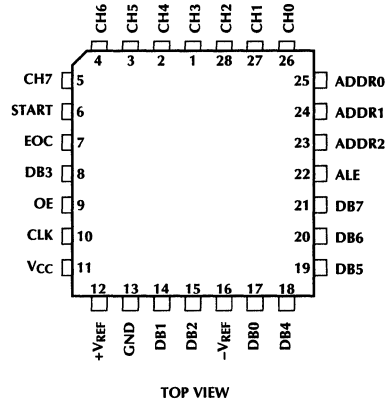 CH6 CH5 CH4 CH3 CH2 CH1 CH0
4 3 2 1 28 27 26
CH7 5 25 ADDR0
START 6 24 ADDR1
EOC 7 23 ADDR2
DB3 8 22 ALE
OE 9 21 DB7
CLK 10 20 DB6
VCC 11 19 DB5
12 13 14 15 16 17 18
+VREF GND DB1 DB2 −VREF DB0 DB4
TOP VIEW